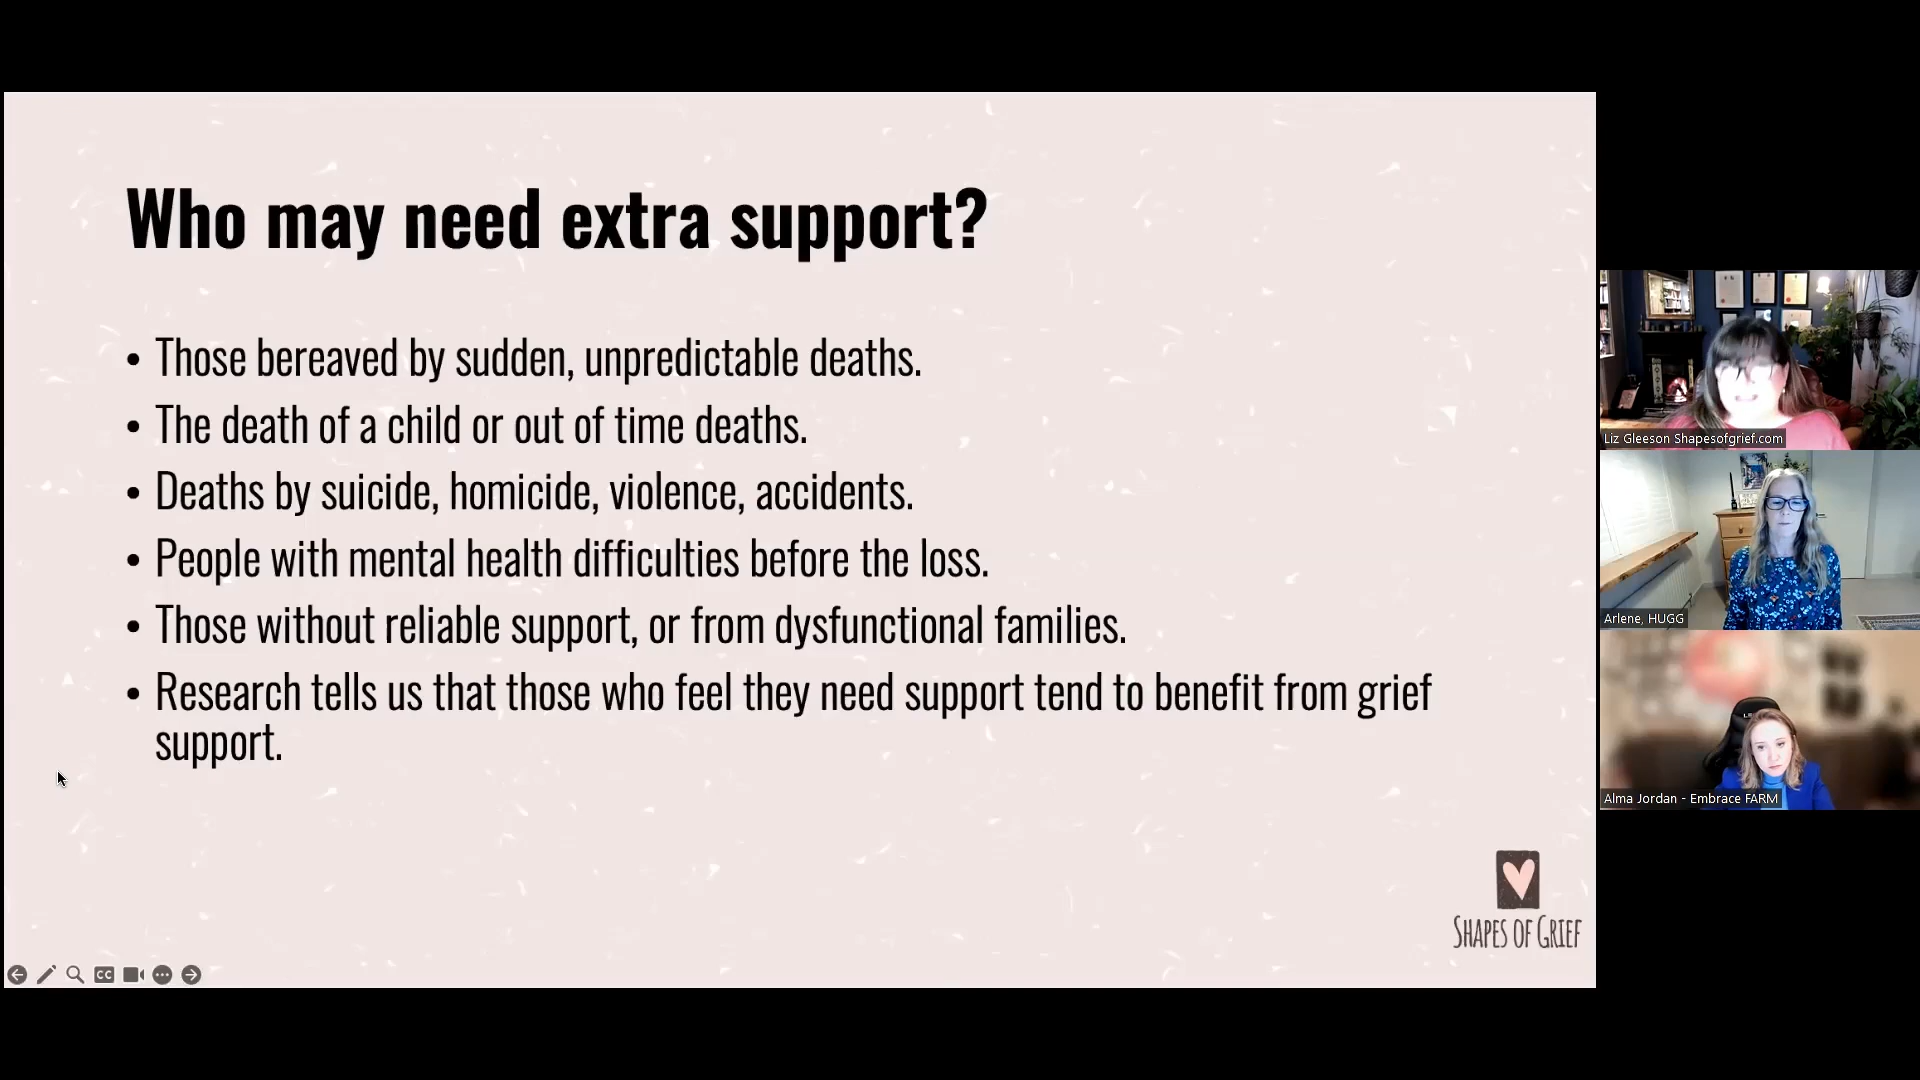 Who may need extra support?
• Those bereaved by sudden, unpredictable deaths.
• The death of a child or out of time deaths.
• Deaths by suicide, homicide, violence, accidents.
• People with mental health difficulties before the loss.
• Those without reliable support, or from dysfunctional families.
• Research tells us that those who feel they need support tend to benefit from grief
support.
SHAPES OF GRIEF
CC
Liz Gleeson Shapesofgrief.com
Arlene, HUGG
Alma Jordan - Embrace FARM